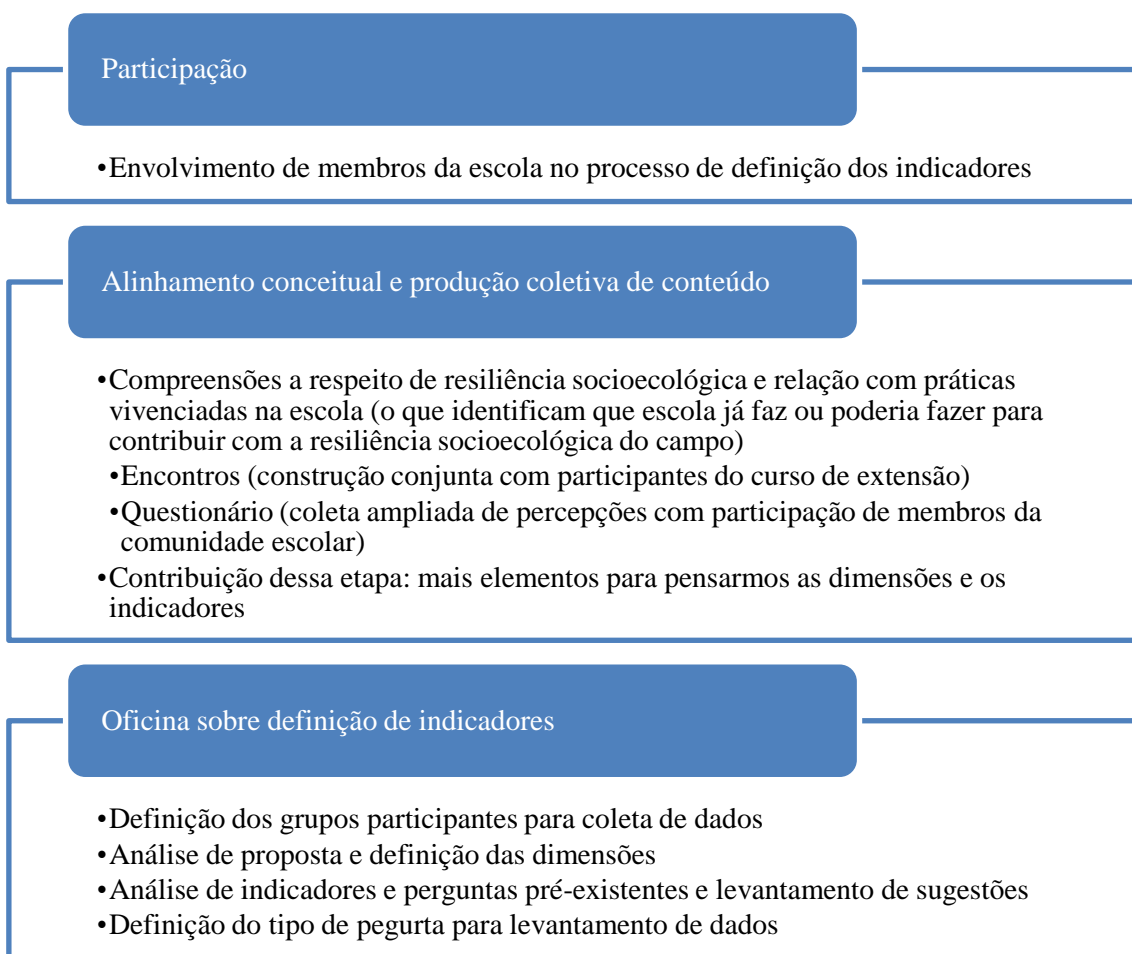 Participação
•Envolvimento de membros da escola no processo de definição dos indicadores
Alinhamento conceitual e produção coletiva de conteúdo
•Compreensões a respeito de resiliência socioecológica e relação com práticas
vivenciadas na escola (o que identificam que escola já faz ou poderia fazer para
contribuir com a resiliência socioecológica do campo)
•Encontros (construção conjunta com participantes do curso de extensão)
•Questionário (coleta ampliada de percepções com participação de membros da
comunidade escolar)
•Contribuição dessa etapa: mais elementos para pensarmos as dimensões e os
indicadores
Oficina sobre definição de indicadores
•Definição dos grupos participantes para coleta de dados
•Análise de proposta e definição das dimensões
•Análise de indicadores e perguntas pré-existentes e levantamento de sugestões
•Definição do tipo de pegurta para levantamento de dados